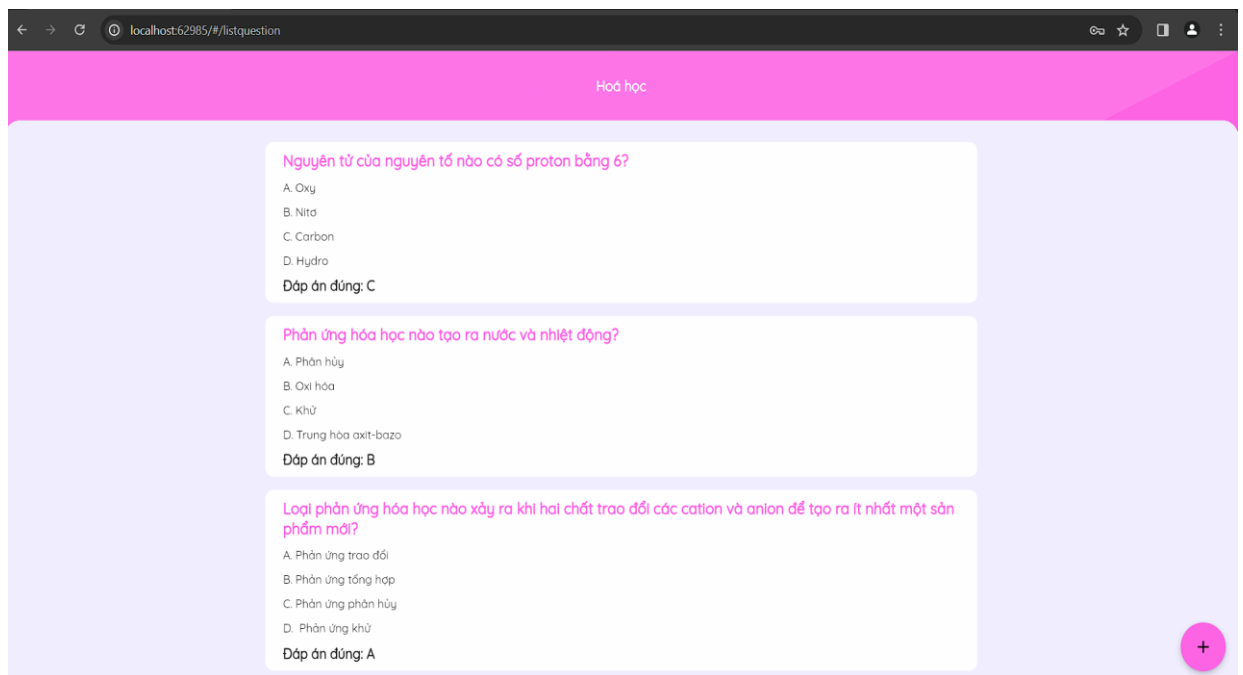 localhost:62985/#/listquestion
Hoá học
Nguyên tử của nguyên tố nào có số proton bằng 6?
A. Oxy
B. Nitơ
C. Carbon
D. Hydro
Đáp án đúng: C
Phản ứng hóa học nào tạo ra nước và nhiệt động?
A. Phân hủy
B. Oxi hóa
C. Khử
D. Trung hòa axit-bazo
Đáp án đúng: B
Loại phản ứng hóa học nào xảy ra khi hai chất trao đổi các cation và anion để tạo ra ít nhất một sản
phẩm mới?
A. Phản ứng trao đổi
B. Phản ứng tổng hợp
C. Phản ứng phân hủy
D. Phản ứng khử
Đáp án đúng: A